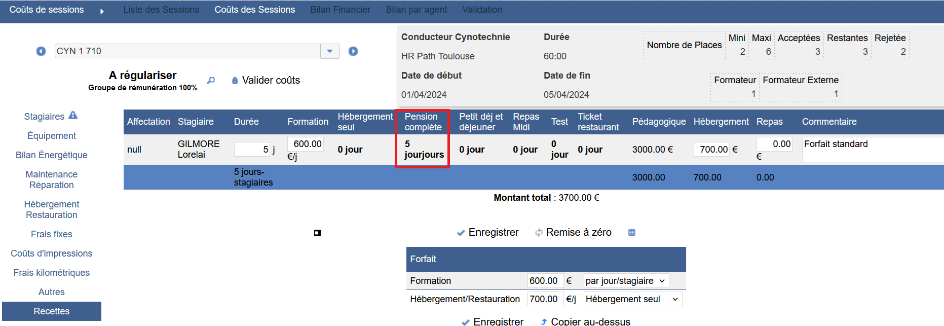 Coûts de sessions Liste des Sessions Coûts des Sessions Bilan Financier Bilan par agent Validation
CYN 1 710
A régulariser
Groupe de rémunération 100%
Valider coûts
Conducteur Cynotechnie Durée
HR Path Toulouse 60:00
Date de début Date de fin
01/04/2024 05/04/2024
Nombre de Places Mini Maxi Acceptées Restantes Rejetée
2 6 3 3 2
Formateur Formateur Externe
1 1
Stagiaires
Équipement
Bilan Énergétique
Maintenance
Réparation
Hébergement
Restauration
Frais fixes
Coûts d'impressions
Frais kilométriques
Autres
Recettes
Affectation Stagiaire Durée Formation Hébergement seul Pension complète Petit déj et déjeuner Repas Midi Test Ticket restaurant Pédagogique Hébergement Repas Commentaire
null GILMORE Lorelai 5 j 600.00 €/j 0 jour 5 jourjours 0 jour 0 jour 0 jour 0 jour 3000.00 € 700.00 € 0.00 € Forfait standard
5 jours-stagiaires 3000.00 700.00 0.00
Montant total : 3700.00 €
Enregistrer Remise à zéro
Forfait
Formation 600.00 € par jour/stagiaire
Hébergement/Restauration 700.00 €/j Hébergement seul
Enregistrer Copier au-dessus